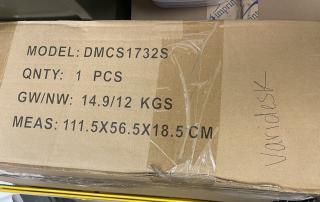 MODEL: DMCS1732S
QNTY: 1 PCS
GW/NW: 14.9/12 KGS
MEAS: 111.5X56.5X18.5 CM
Varidesk